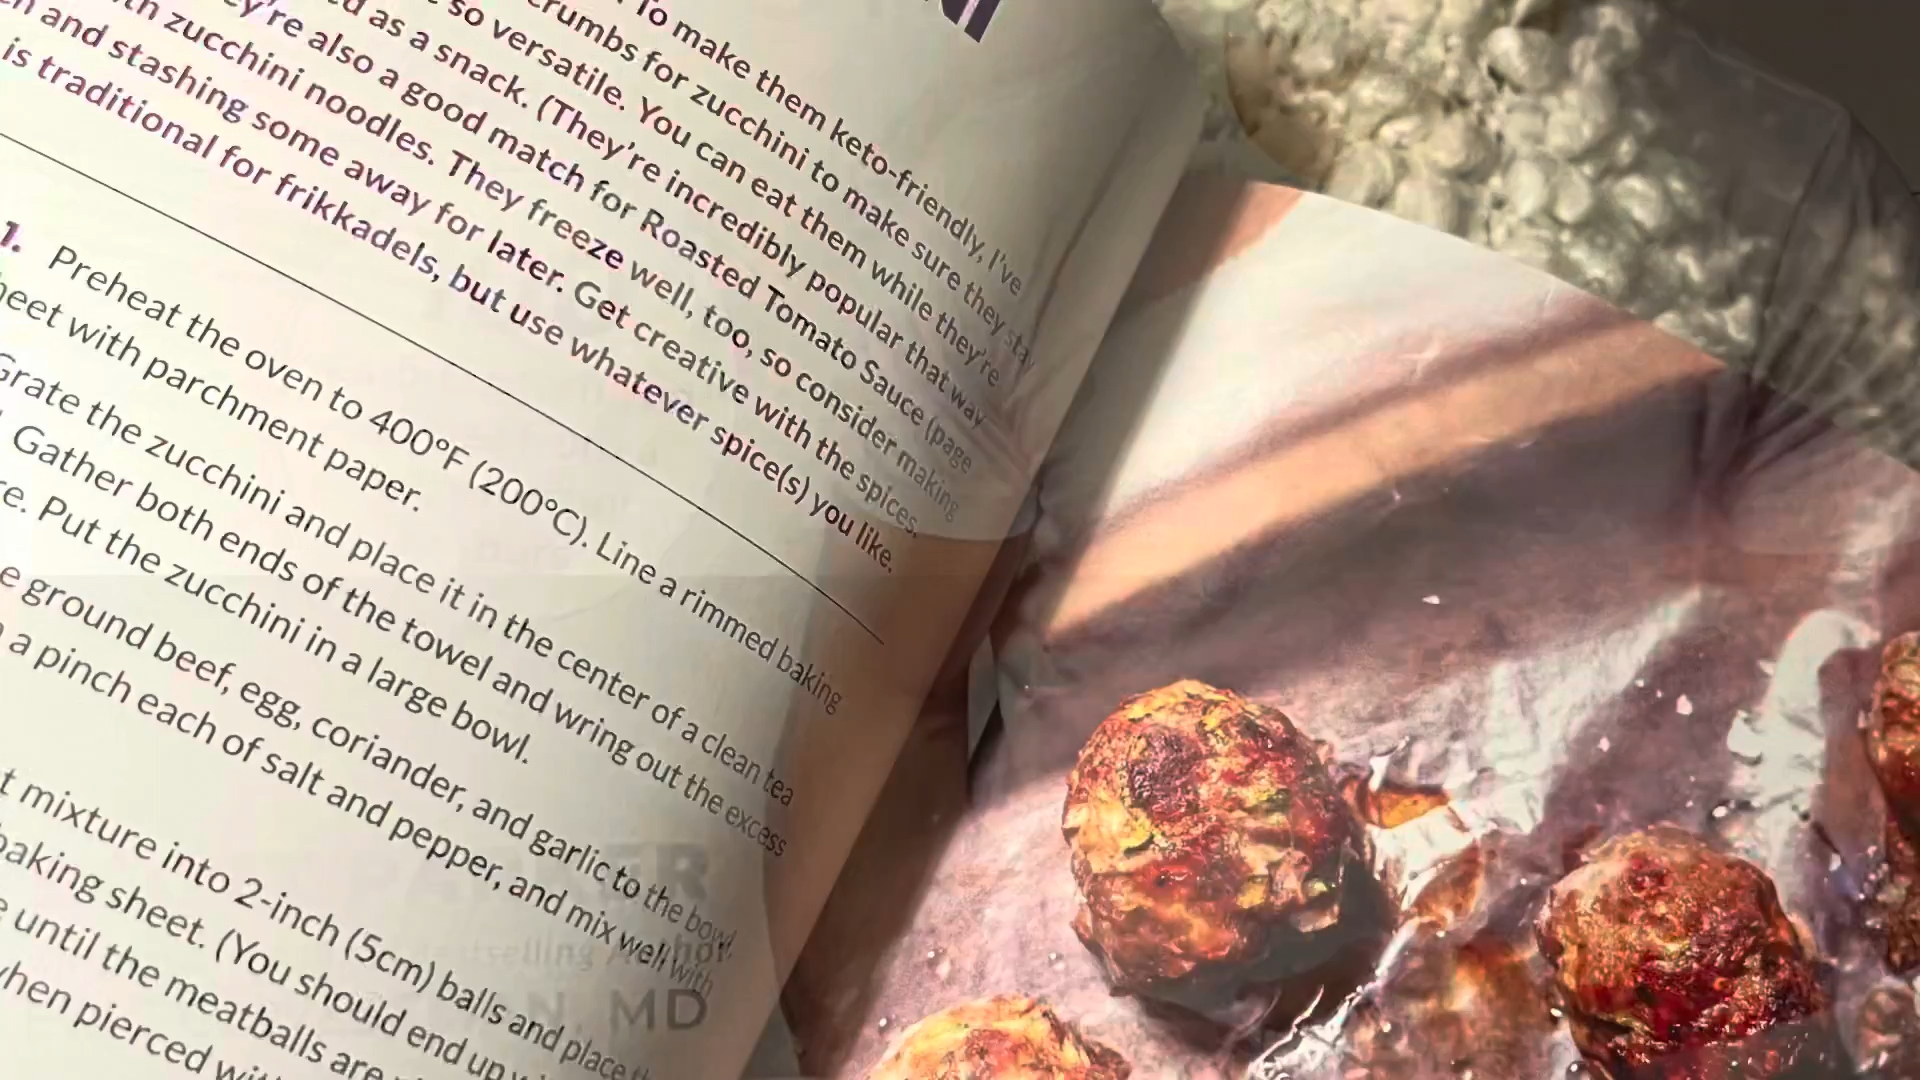 NI
To make them keto-friendly, I've
crumbs for zucchini to make sure they stay
so versatile. You can eat them while they're
as a snack. (They're incredibly popular that way
they're also a good match for Roasted Tomato Sauce (page
zucchini noodles. They freeze well, too, so consider making
and stashing some away for later. Get creative with the spices.
is traditional for frikkadels, but use whatever spice(s) you like.
1. Preheat the oven to 400°F (200°C). Line a rimmed baking
sheet with parchment paper.
Grate the zucchini and place it in the center of a clean tea
Gather both ends of the towel and wring out the excess
Put the zucchini in a large bowl.
ground beef, egg, coriander, and garlic to the bowl,
a pinch each of salt and pepper, and mix well with
mixture into 2-inch (5cm) balls and place
baking sheet. (You should end up
until the meatballs are
when pierced
MD